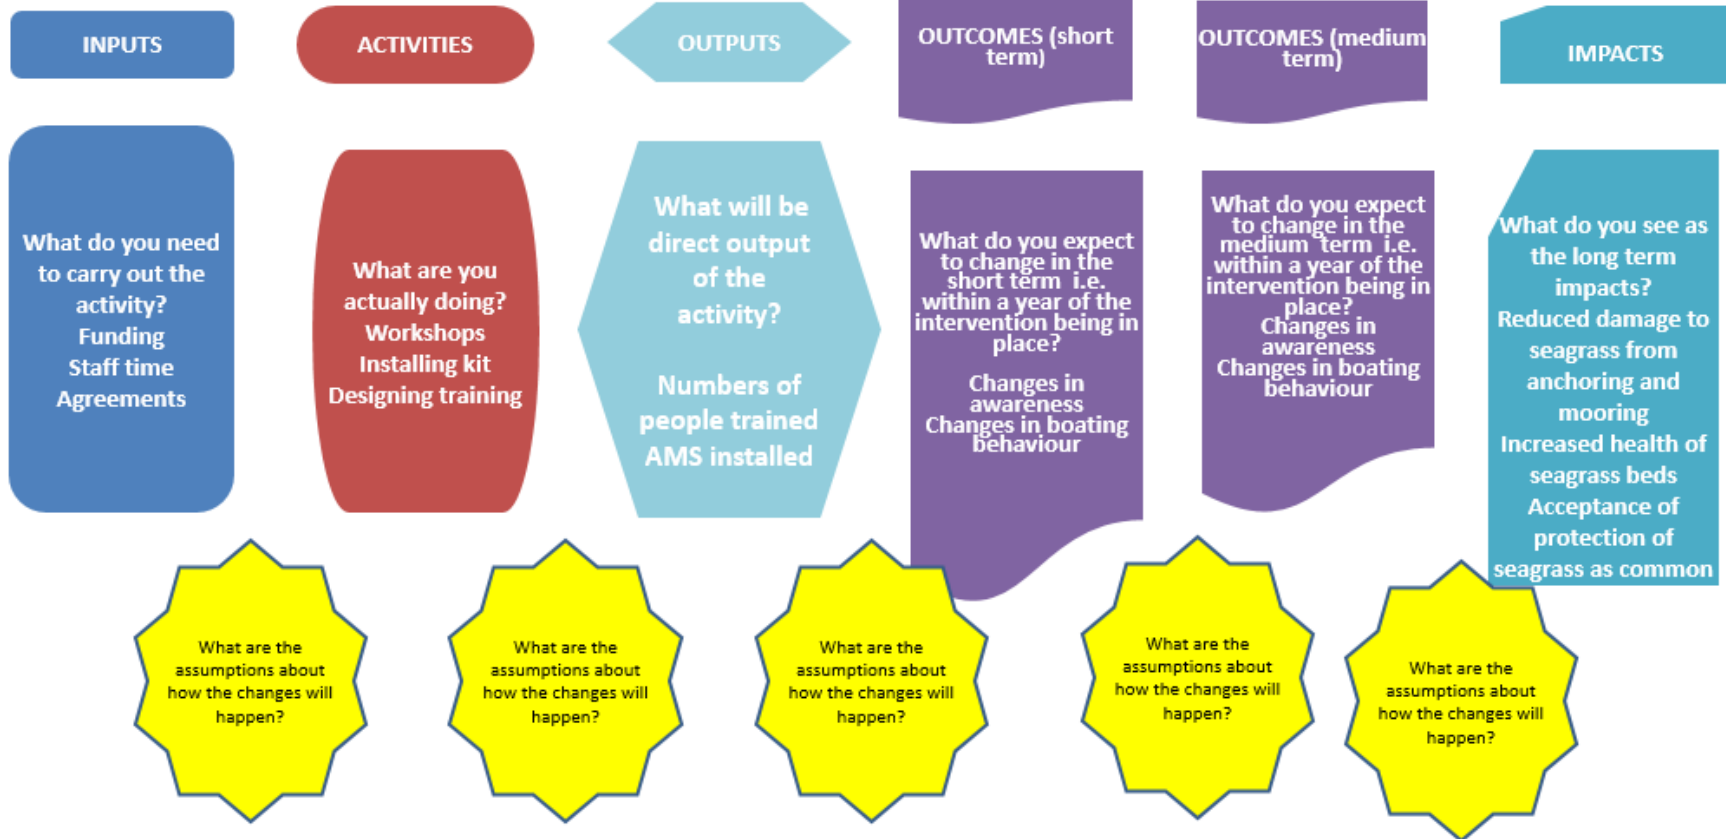 INPUTS
ACTIVITIES
OUTPUTS
OUTCOMES (short
term)
OUTCOMES (medium
term)
IMPACTS
What do you need
to carry out the
activity?
Funding
Staff time
Agreements
What are you
actually doing?
Workshops
Installing kit
Designing training
What will be
direct output
of the
activity?
Numbers of
people trained
AMS installed
What do you expect
to change in the
short term i.e.
within a year of the
intervention being in
place?
Changes in
awareness
Changes in boating
behaviour
What do you expect
to change in the
medium term i.e.
within a year of the
intervention being in
place?
Changes in
awareness
Changes in boating
behaviour
What do you see as
the long term
impacts?
Reduced damage to
seagrass from
anchoring and
mooring
Increased health of
seagrass beds
Acceptance of
protection of
seagrass as common
What are the
assumptions about
how the changes will
happen?
What are the
assumptions about
how the changes will
happen?
What are the
assumptions about
how the changes will
happen?
What are the
assumptions about
how the changes will
happen?
What are the
assumptions about
how the changes will
happen?